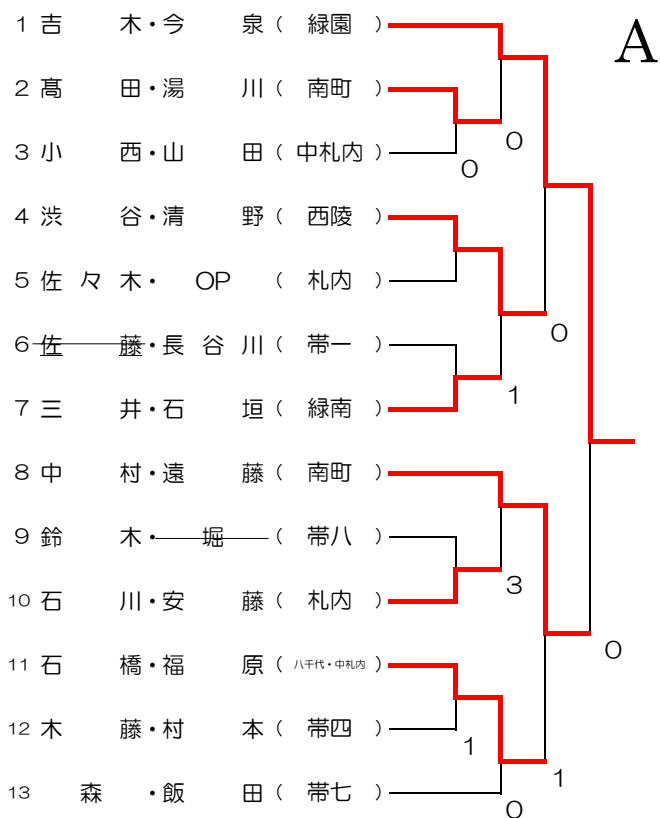 A
1 吉 木・今 泉 ( 緑園 )
2 髙 田・湯 川 ( 南町 )
0
3 小 西・山 田 ( 中札内 )
0
4 渋 谷・清 野 ( 西陵 )
5 佐 々 木・ OP ( 札内 )
0
6 佐 藤・長 谷 川 ( 帯一 )
1
7 三 井・石 垣 ( 緑南 )
8 中 村・遠 藤 ( 南町 )
9 鈴 木・ 堀 ( 帯八 )
3
10 石 川・安 藤 ( 札内 )
0
11 石 橋・福 原 ( 八千代・中札内 )
12 木 藤・村 本 ( 帯四 )
1
1
13 森 ・飯 田 ( 帯七 )
0